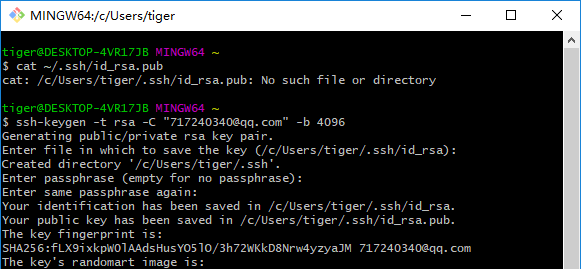 MINGW64:/c/Users/tiger
tiger@DESKTOP-4VR17JB MINGW64 ~
$ cat ~/.ssh/id_rsa.pub
cat: /c/Users/tiger/.ssh/id_rsa.pub: No such file or directory
tiger@DESKTOP-4VR17JB MINGW64 ~
$ ssh-keygen -t rsa -C "717240340@qq.com" -b 4096
Generating public/private rsa key pair.
Enter file in which to save the key (/c/Users/tiger/.ssh/id_rsa):
Created directory '/c/Users/tiger/.ssh'.
Enter passphrase (empty for no passphrase):
Enter same passphrase again:
Your identification has been saved in /c/Users/tiger/.ssh/id_rsa.
Your public key has been saved in /c/Users/tiger/.ssh/id_rsa.pub.
The key fingerprint is:
SHA256:fLX9ixkpWOlAAdsHusYO5lO/3h72WKkD8Nrw4yzyaJM 717240340@qq.com
The key's randomart image is: